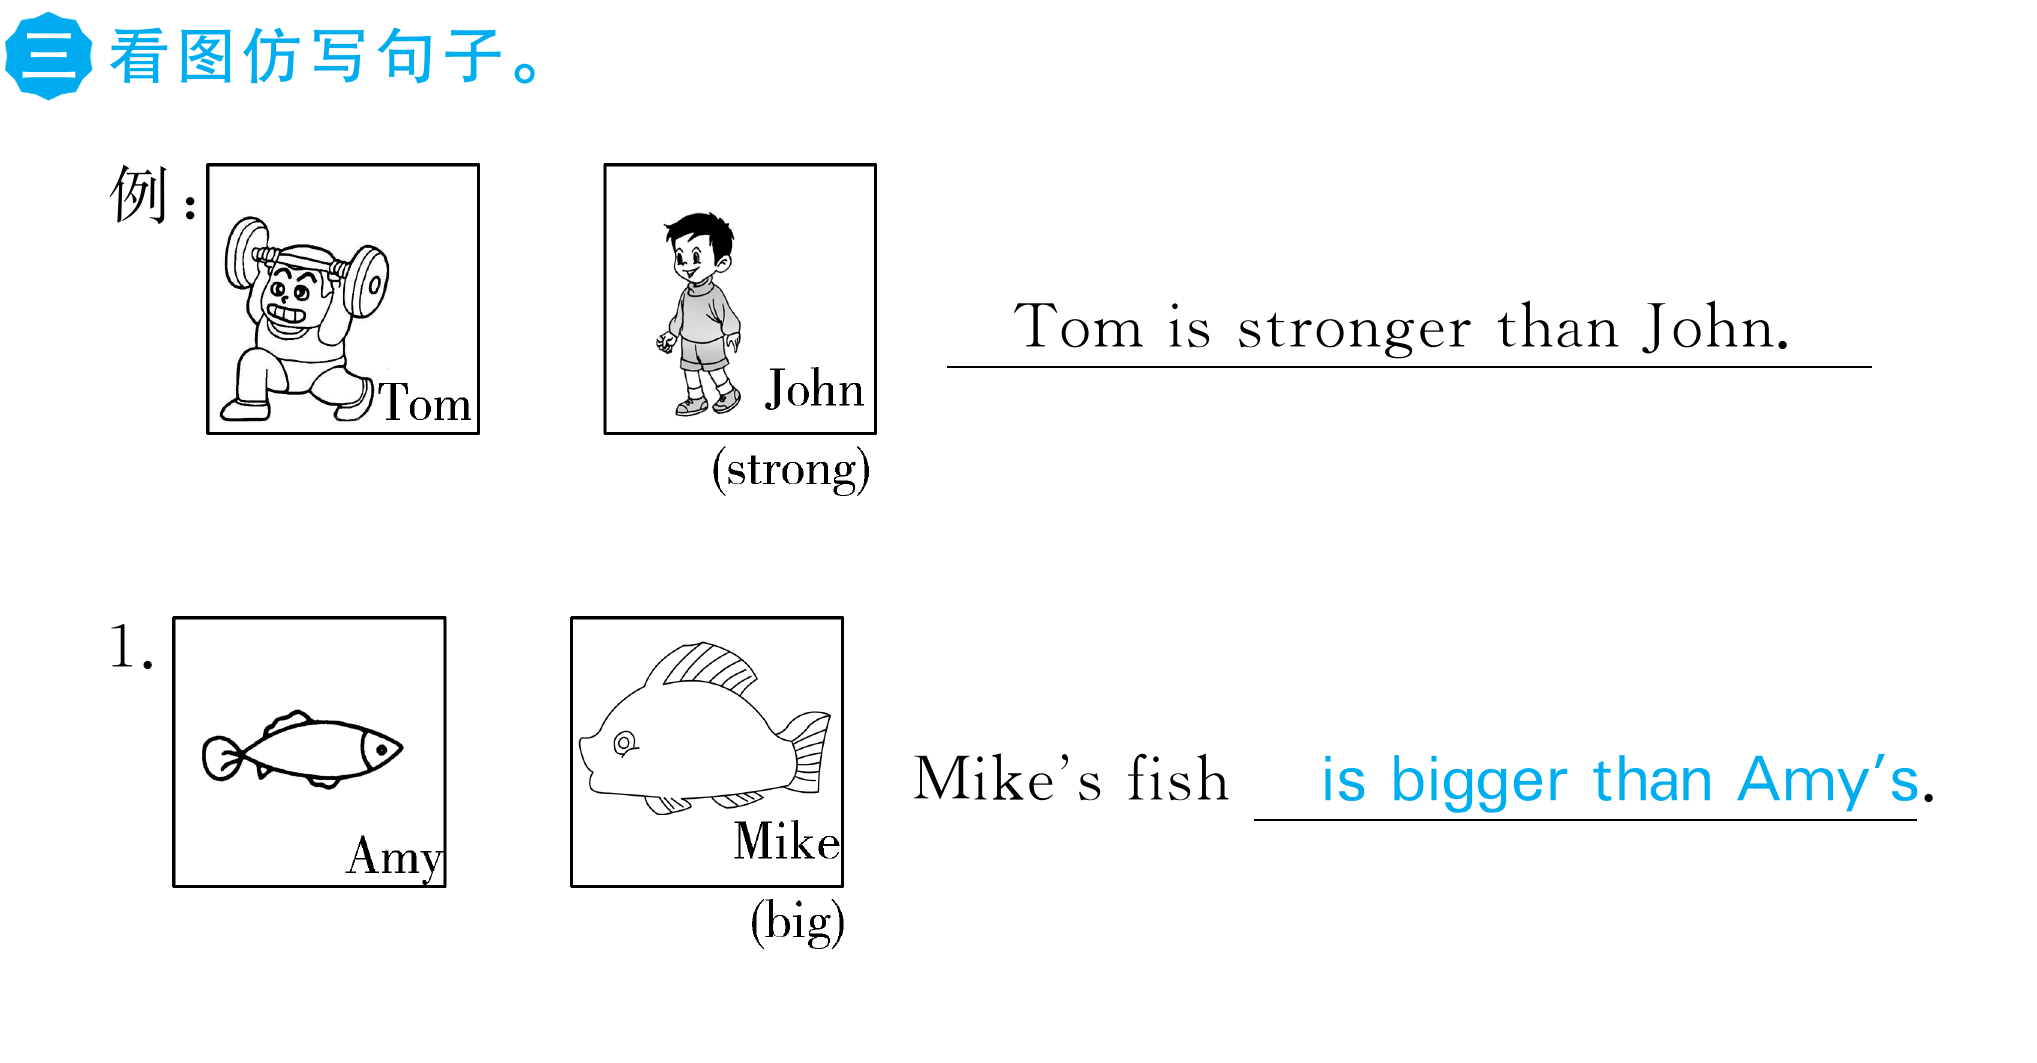 三 看图仿写句子。
例:
Tom
John
Tom is stronger than John.
(strong)
1.
Amy
Mike
Mike’s fish is bigger than Amy’s.
(big)